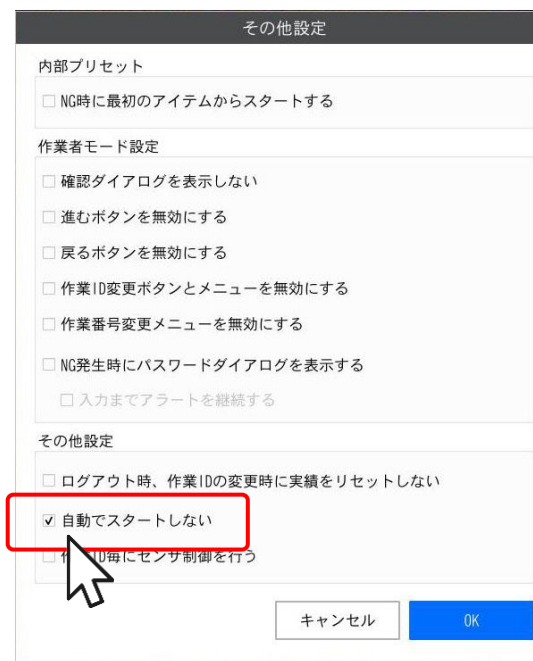 その他設定
内部プリセット
NG時に最初のアイテムからスタートする
作業者モード設定
確認ダイアログを表示しない
進むボタンを無効にする
戻るボタンを無効にする
作業ID変更ボタンとメニューを無効にする
作業番号変更メニューを無効にする
NG発生時にパスワードダイアログを表示する
入力までアラートを継続する
その他設定
ログアウト時、作業IDの変更時に実績をリセットしない
自動でスタートしない
作業ID毎にセンサ制御を行う
キャンセル
OK